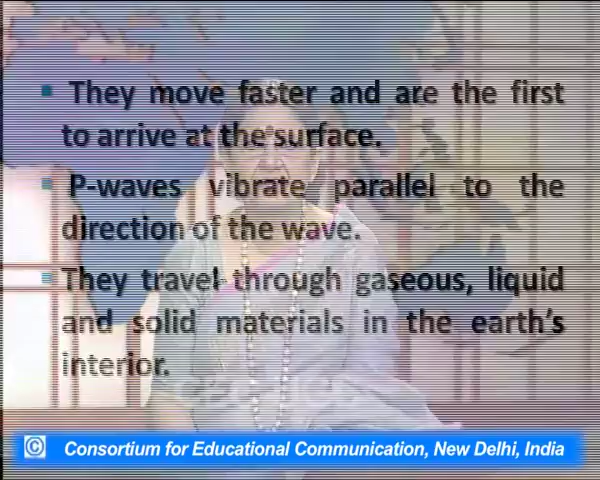 They move faster and are the first
to arrive at the surface.
P-waves vibrate parallel to the
direction of the wave.
They travel through gaseous, liquid
and solid materials in the earth's
interior.
© Consortium for Educational Communication, New Delhi, India